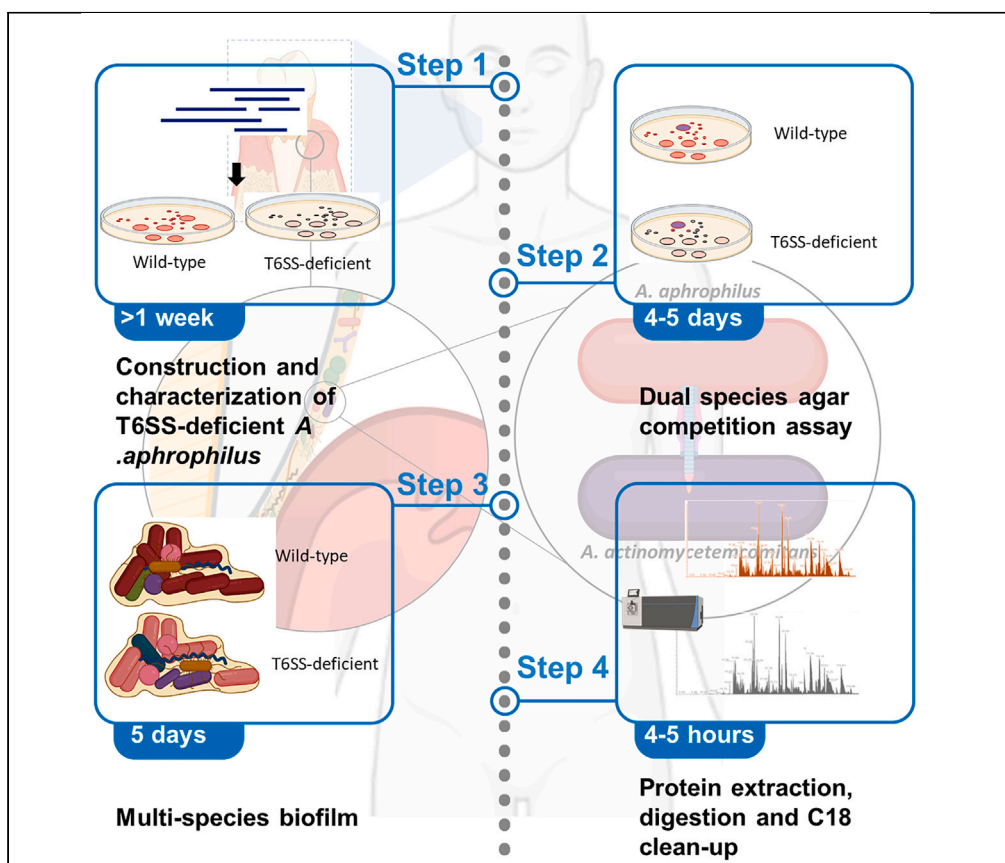 Step 1
Wild-type
T6SS-deficient
>1 week
Construction and
characterization of
T6SS-deficient A
.aphrophilus
Wild-type
T6SS-deficient
Step 2
A. aphrophilus
4-5 days
Dual species agar
competition assay
Step 3
Wild-type
T6SS-deficient
5 days
Multi-species biofilm
A. actinomycetemcomitans
Step 4
4-5 hours
Protein extraction,
digestion and C18
clean-up